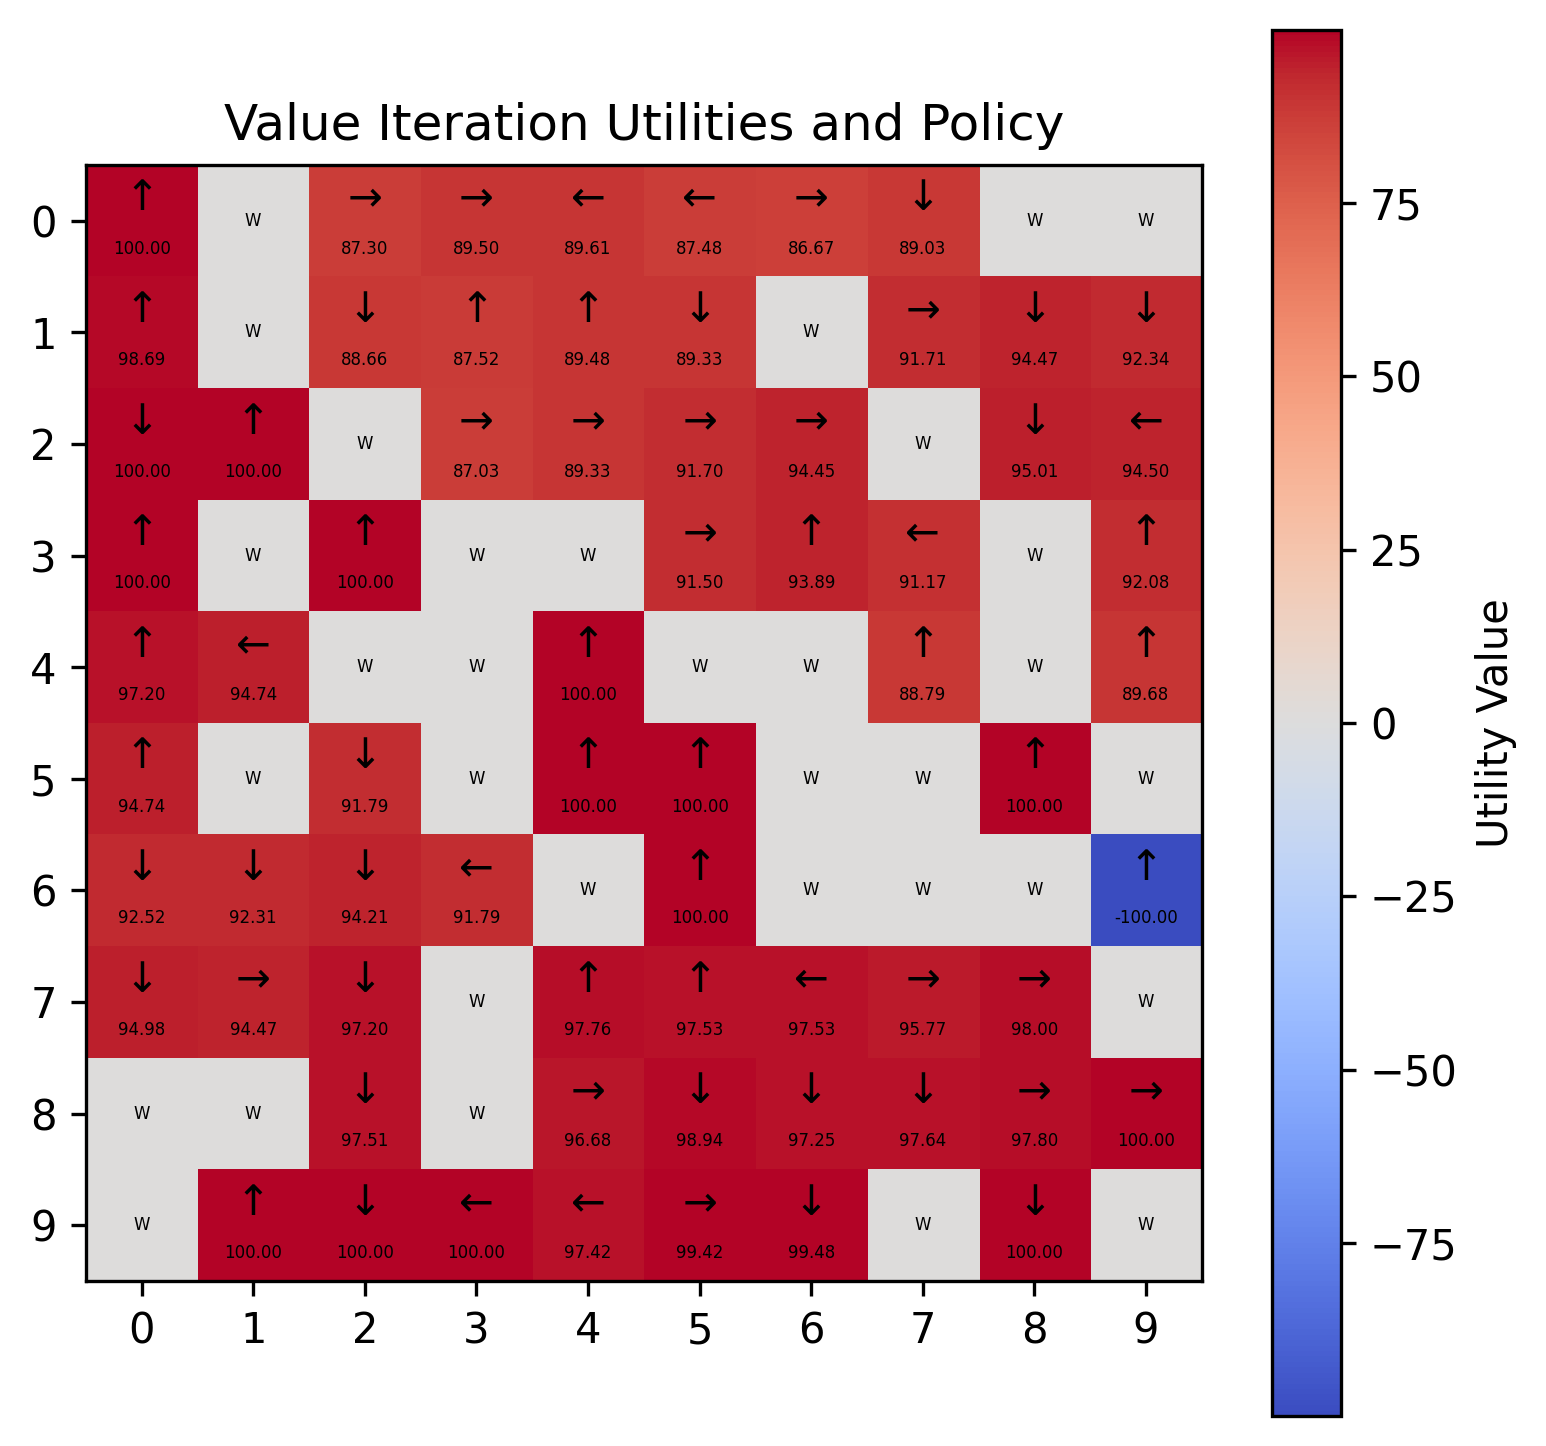 Value Iteration Utilities and Policy
↑ → → ← ← → ↓
0 W W W
100.00 87.30 89.50 89.61 87.48 86.67 89.03
↑ ↓ ↑ ↑ ↓ → ↓ ↓
1 W W
98.69 88.66 87.52 89.48 89.33 91.71 94.47 92.34
↓ ↑ → → → → ↓ ←
2 W W
100.00 100.00 87.03 89.33 91.70 94.45 95.01 94.50
↑ ↑ → ↑ ← ↑
3 W W W W
100.00 100.00 91.50 93.89 91.17 92.08
↑ ← ↑ ↑ ↑
4 W W W W W
97.20 94.74 100.00 88.79 89.68
↑ ↓ ↑ ↑ ↑
5 W W W W W
94.74 91.79 100.00 100.00 100.00
↓ ↓ ↓ ← ↑ ↑
6 W W W W
92.52 92.31 94.21 91.79 100.00 -100.00
↓ → ↓ ↑ ↑ ← → →
7 W W
94.98 94.47 97.20 97.76 97.53 97.53 95.77 98.00
↓ → ↓ ↓ ↓ → →
8 W W W
97.51 96.68 98.94 97.25 97.64 97.80 100.00
↑ ↓ ← ← → ↓ ↓
9 W W W
100.00 100.00 100.00 97.42 99.42 99.48 100.00
0 1 2 3 4 5 6 7 8 9
75
50
25
0
−25
−50
−75
Utility Value